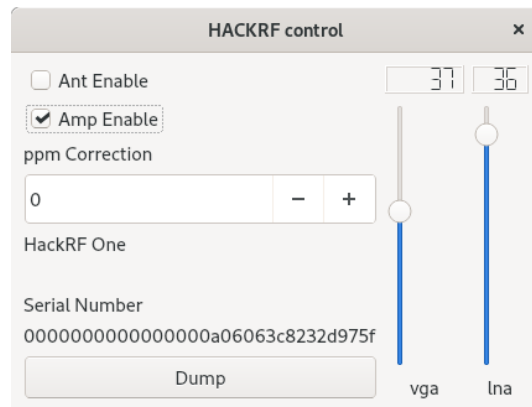 HACKRF control
×
Ant Enable
37 36
Amp Enable
ppm Correction
0 − +
HackRF One
Serial Number
0000000000000000a06063c8232d975f
Dump
vga lna